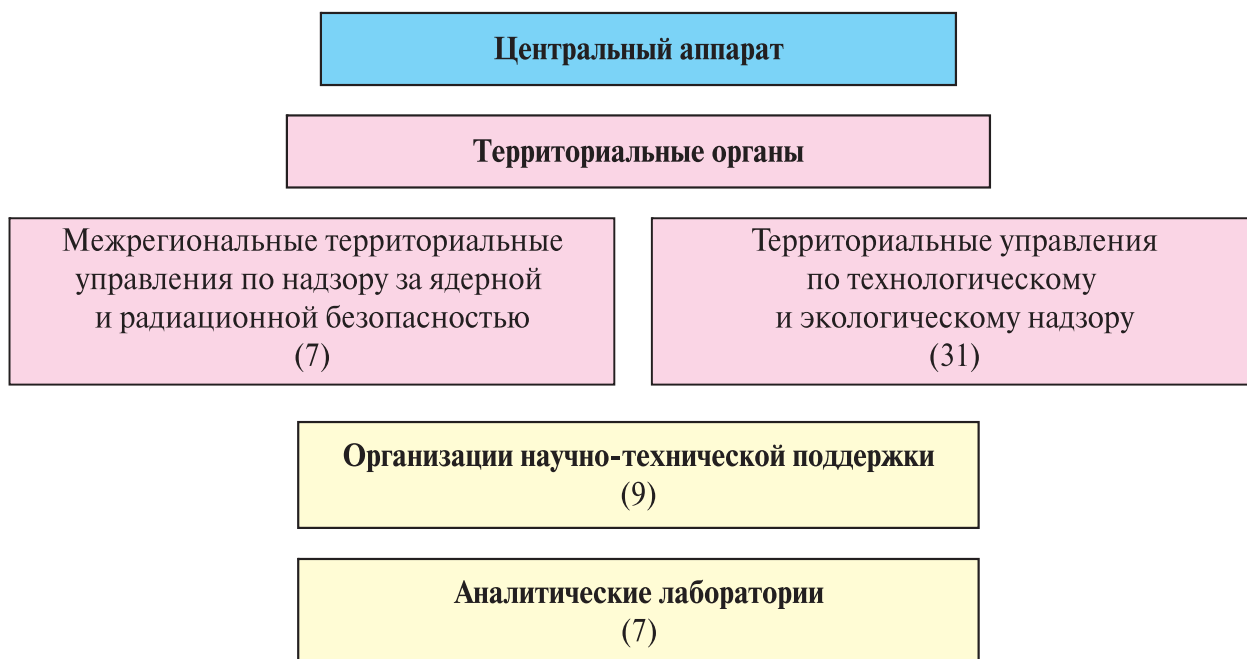 Центральный аппарат
Территориальные органы
Межрегиональные территориальные
управления по надзору за ядерной
и радиационной безопасностью
(7)
Территориальные управления
по технологическому
и экологическому надзору
(31)
Организации научно-технической поддержки
(9)
Аналитические лаборатории
(7)